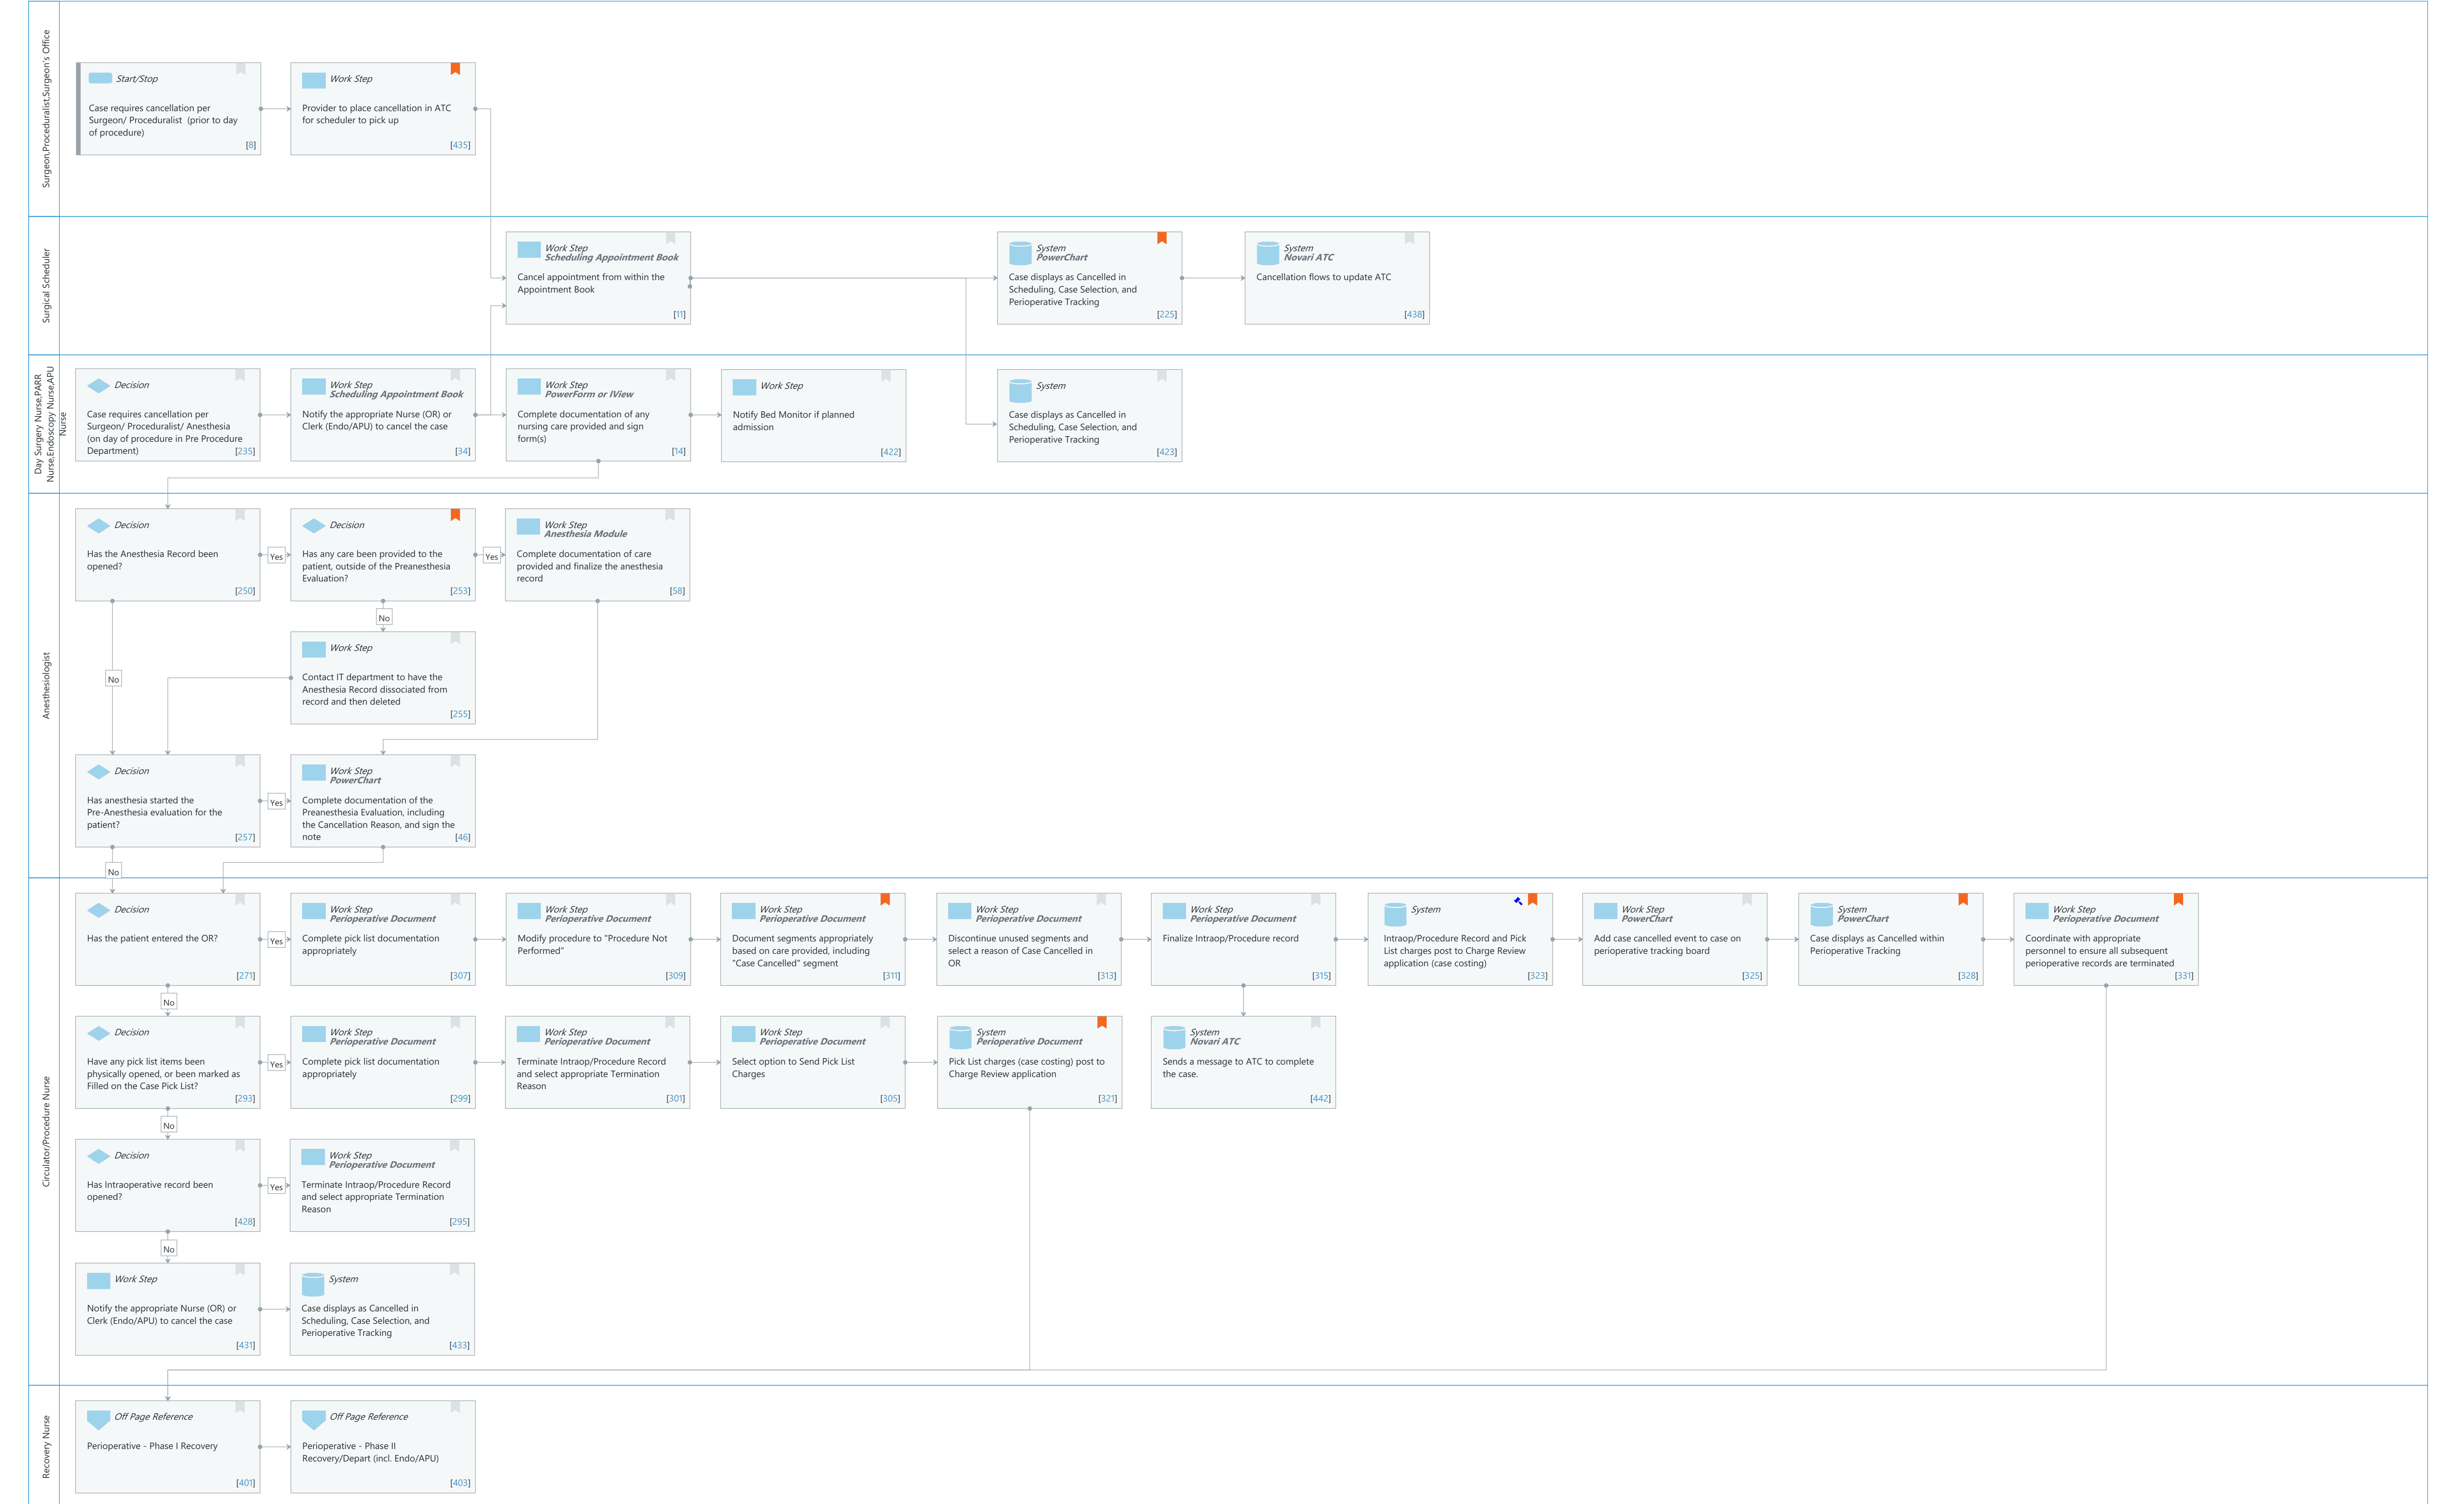 Surgeon,Proceduralist,Surgeon's Office
Start/Stop
Case requires cancellation per
Surgeon/ Proceduralist (prior to day
of procedure)
[8]
Work Step
Provider to place cancellation in ATC
for scheduler to pick up
[435]
Surgical Scheduler
Work Step
Scheduling Appointment Book
Cancel appointment from within the
Appointment Book
[11]
System
PowerChart
Case displays as Cancelled in
Scheduling, Case Selection, and
Perioperative Tracking
[225]
System
Novari ATC
Cancellation flows to update ATC
[438]
Day Surgery Nurse,PARR
Nurse,Endoscopy Nurse,APU
Nurse
Decision
Case requires cancellation per
Surgeon/ Proceduralist/ Anesthesia
(on day of procedure in Pre Procedure
Department)
[235]
Work Step
Scheduling Appointment Book
Notify the appropriate Nurse (OR) or
Clerk (Endo/APU) to cancel the case
[34]
Work Step
PowerForm or IView
Complete documentation of any
nursing care provided and sign
form(s)
[14]
Work Step
Notify Bed Monitor if planned
admission
[422]
System
Case displays as Cancelled in
Scheduling, Case Selection, and
Perioperative Tracking
[423]
Anesthesiologist
Decision
Has the Anesthesia Record been
opened?
[250]
Yes
Decision
Has any care been provided to the
patient, outside of the Preanesthesia
Evaluation?
[253]
Yes
Work Step
Anesthesia Module
Complete documentation of care
provided and finalize the anesthesia
record
[58]
No
Work Step
Contact IT department to have the
Anesthesia Record dissociated from
record and then deleted
[255]
No
Decision
Has anesthesia started the
Pre-Anesthesia evaluation for the
patient?
[257]
Yes
Work Step
PowerChart
Complete documentation of the
Preanesthesia Evaluation, including
the Cancellation Reason, and sign the
note
[46]
No
Circulator/Procedure Nurse
Decision
Has the patient entered the OR?
[271]
Yes
Work Step
Perioperative Document
Complete pick list documentation
appropriately
[307]
Work Step
Perioperative Document
Modify procedure to "Procedure Not
Performed"
[309]
Work Step
Perioperative Document
Document segments appropriately
based on care provided, including
"Case Cancelled" segment
[311]
Work Step
Perioperative Document
Discontinue unused segments and
select a reason of Case Cancelled in
OR
[313]
Work Step
Perioperative Document
Finalize Intraop/Procedure record
[315]
System
Intraop/Procedure Record and Pick
List charges post to Charge Review
application (case costing)
[323]
Work Step
PowerChart
Add case cancelled event to case on
perioperative tracking board
[325]
System
PowerChart
Case displays as Cancelled within
Perioperative Tracking
[328]
Work Step
Perioperative Document
Coordinate with appropriate
personnel to ensure all subsequent
perioperative records are terminated
[331]
No
Decision
Have any pick list items been
physically opened, or been marked as
Filled on the Case Pick List?
[293]
Yes
Work Step
Perioperative Document
Complete pick list documentation
appropriately
[299]
Work Step
Perioperative Document
Terminate Intraop/Procedure Record
and select appropriate Termination
Reason
[301]
Work Step
Perioperative Document
Select option to Send Pick List
Charges
[305]
System
Perioperative Document
Pick List charges (case costing) post to
Charge Review application
[321]
System
Novari ATC
Sends a message to ATC to complete
the case.
[442]
No
Decision
Has Intraoperative record been
opened?
[428]
Yes
Work Step
Perioperative Document
Terminate Intraop/Procedure Record
and select appropriate Termination
Reason
[295]
No
Work Step
Notify the appropriate Nurse (OR) or
Clerk (Endo/APU) to cancel the case
[431]
System
Case displays as Cancelled in
Scheduling, Case Selection, and
Perioperative Tracking
[433]
Recovery Nurse
Off Page Reference
Perioperative - Phase I Recovery
[401]
Off Page Reference
Perioperative - Phase II
Recovery/Depart (incl. Endo/APU)
[403]